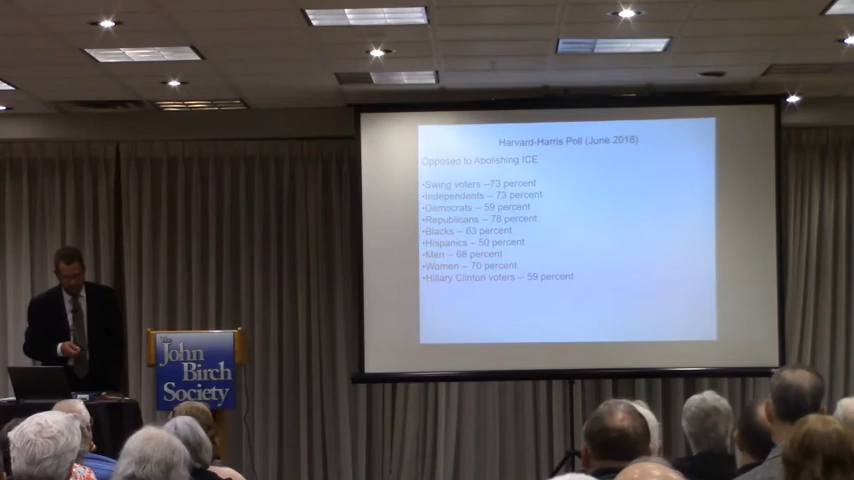 Harvard-Harris Poll (June 2018)
Opposed to Abolishing ICE
•Swing voters –73 percent
•Independents – 73 percent
•Democrats – 59 percent
•Republicans – 78 percent
•Blacks – 63 percent
•Hispanics – 50 percent
•Men – 68 percent
•Women – 70 percent
•Hillary Clinton voters – 59 percent
The
John
Birch
Society